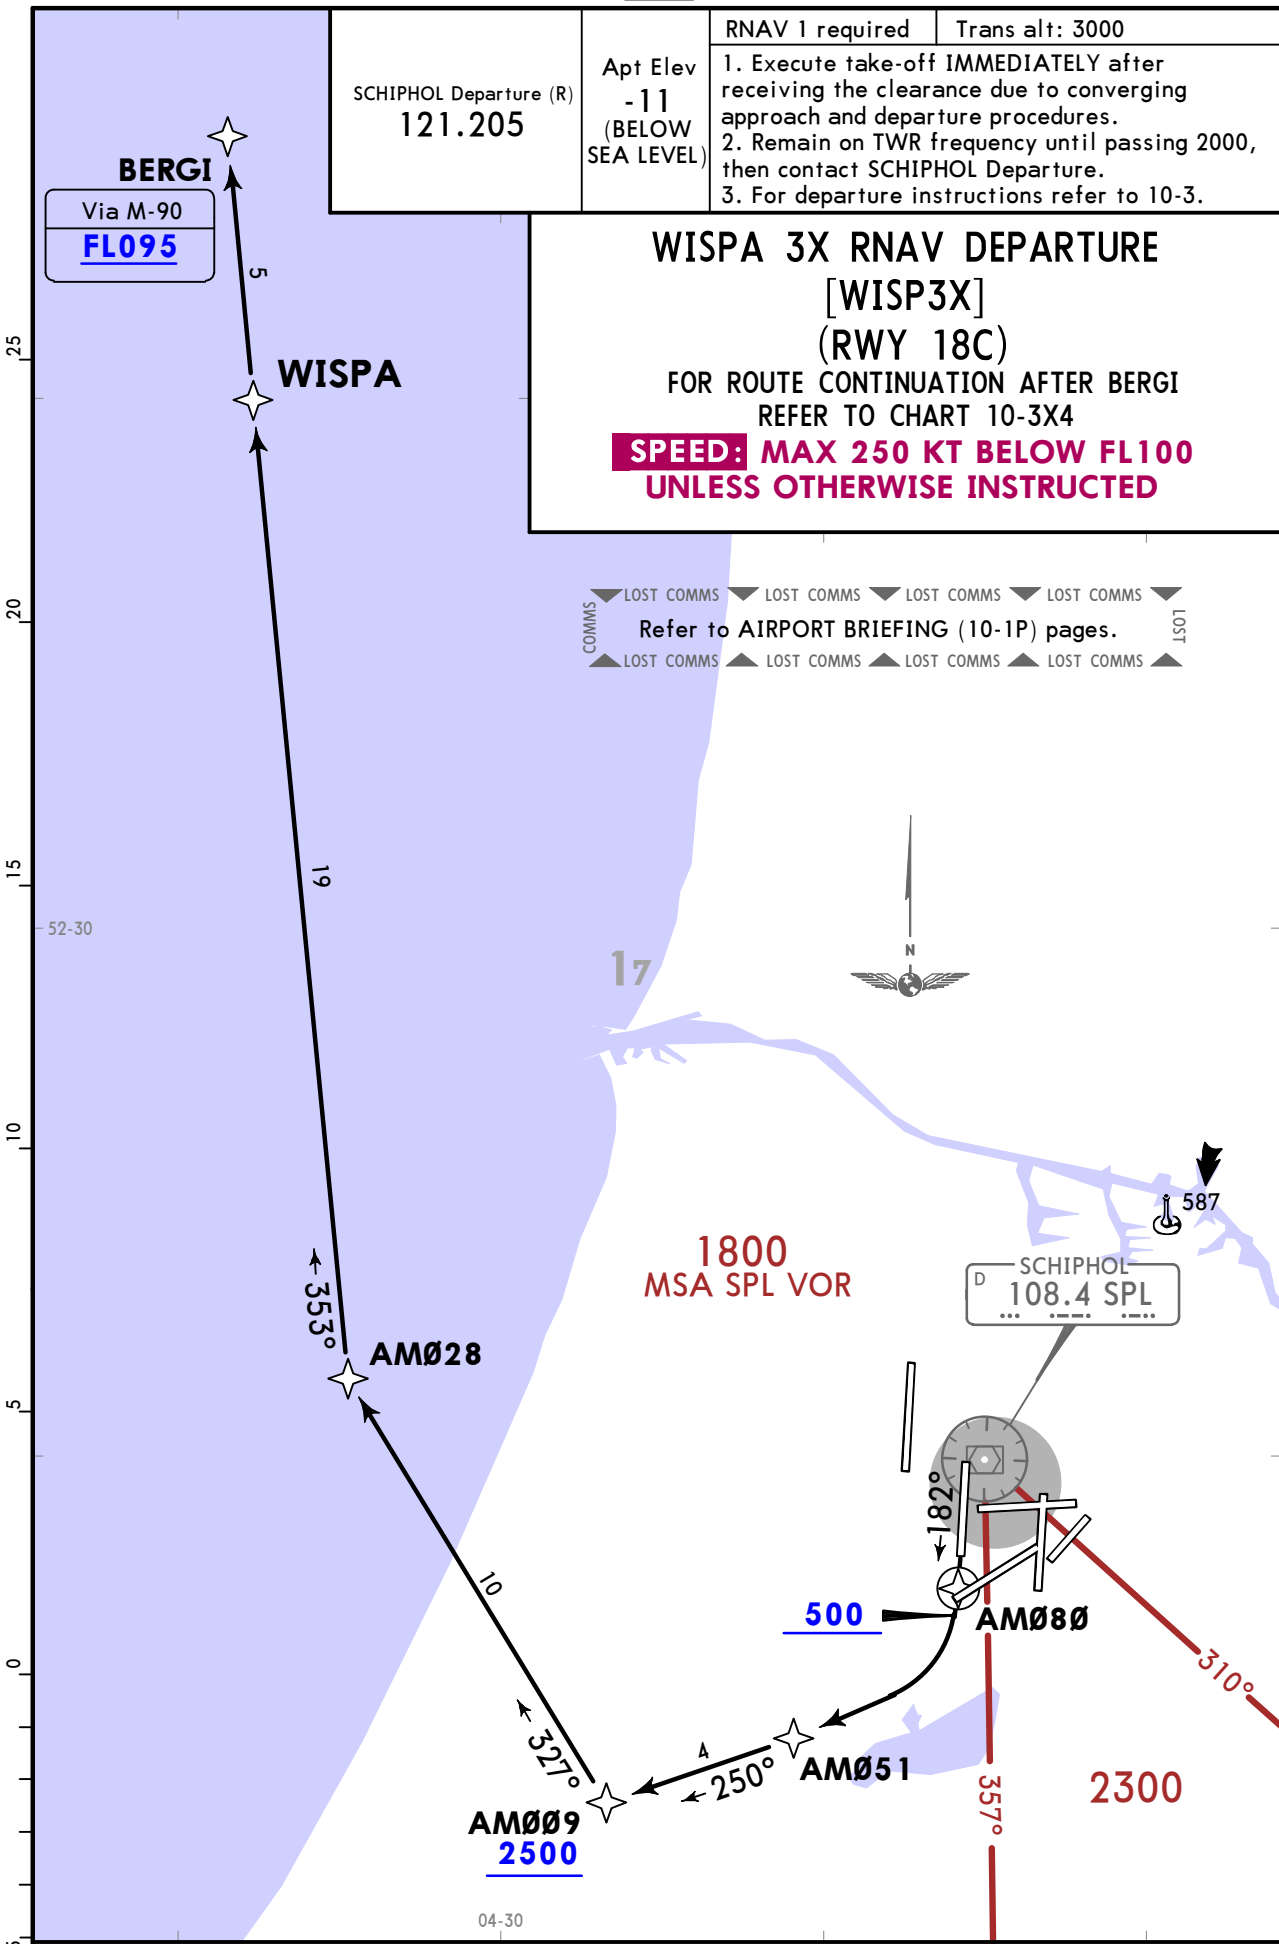 RNAV 1 required
Trans alt: 3000
SCHIPHOL Departure (R)
121.205
Apt Elev
-11
(BELOW
SEA LEVEL)
1. Execute take-off IMMEDIATELY after
receiving the clearance due to converging
approach and departure procedures.
2. Remain on TWR frequency until passing 2000,
then contact SCHIPHOL Departure.
3. For departure instructions refer to 10-3.
BERGI
Via M-90
FL095
5
WISPA 3X RNAV DEPARTURE
[WISP3X]
(RWY 18C)
FOR ROUTE CONTINUATION AFTER BERGI
REFER TO CHART 10-3X4
SPEED: MAX 250 KT BELOW FL100
UNLESS OTHERWISE INSTRUCTED
25
WISPA
20
LOST COMMS LOST COMMS LOST COMMS LOST COMMS
COMMS
Refer to AIRPORT BRIEFING (10-1P) pages.
LOST
LOST COMMS LOST COMMS LOST COMMS LOST COMMS
19
15
52-30
17
N
10
587
1800
MSA SPL VOR
SCHIPHOL
D 108.4 SPL
353°
AMØ28
5
182°
10
500
AMØ8Ø
0
310°
327°
4
250°
AMØ51
357°
2300
AMØØ9
2500
04-30
5